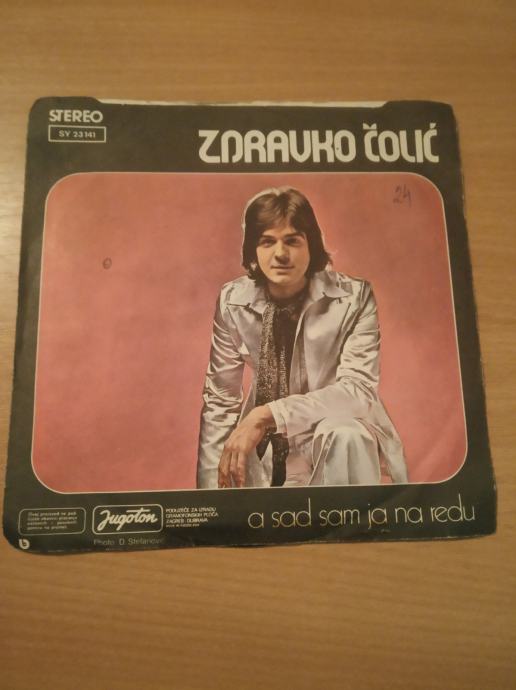 STEREO
SY 23141
ZDRAVKO ČOLIĆ
24
Jugoton
PODUZEĆE ZA IZRADU
GRAMOFONSKIH PLOČA
ZAGREB DUBRAVA
a sad sam ja na redu
Photo: D. Stefanović
b